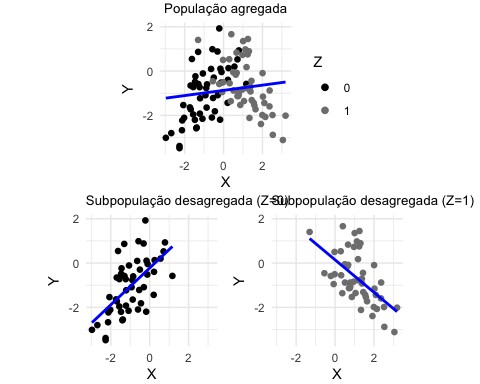 População agregada
2
0
-2
Y
-2 0 2
X
Z
0
1
Subpopulação desagregada (Z=0)
Subpopulação desagregada (Z=1)
2
0
-2
Y
-2 0 2
X
2
0
-2
Y
-2 0 2
X